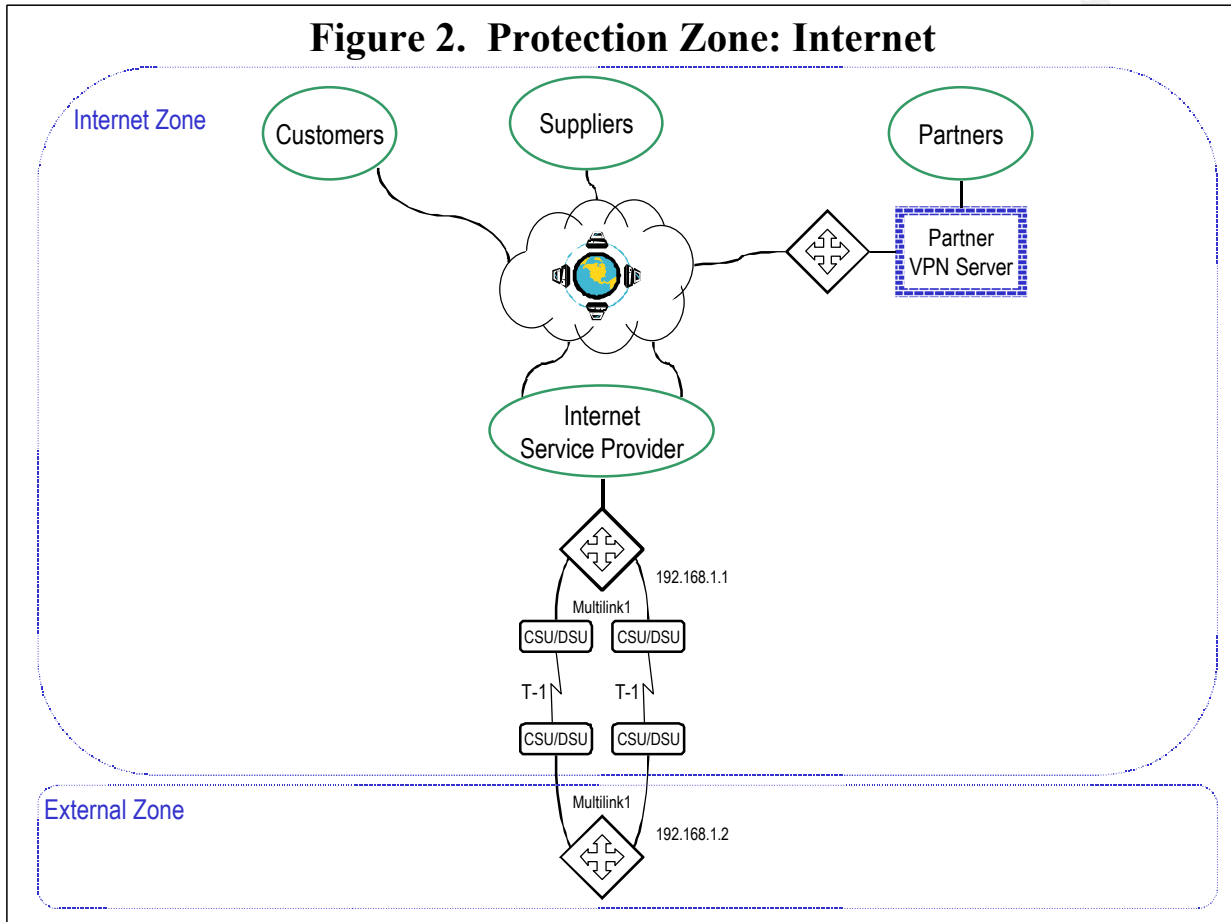 Figure 2. Protection Zone: Internet
Internet Zone
Customers
Suppliers
Partners
Partner
VPN Server
Internet
Service Provider
192.168.1.1
Multilink1
CSU/DSU
CSU/DSU
T-1
T-1
CSU/DSU
CSU/DSU
External Zone
Multilink1
192.168.1.2